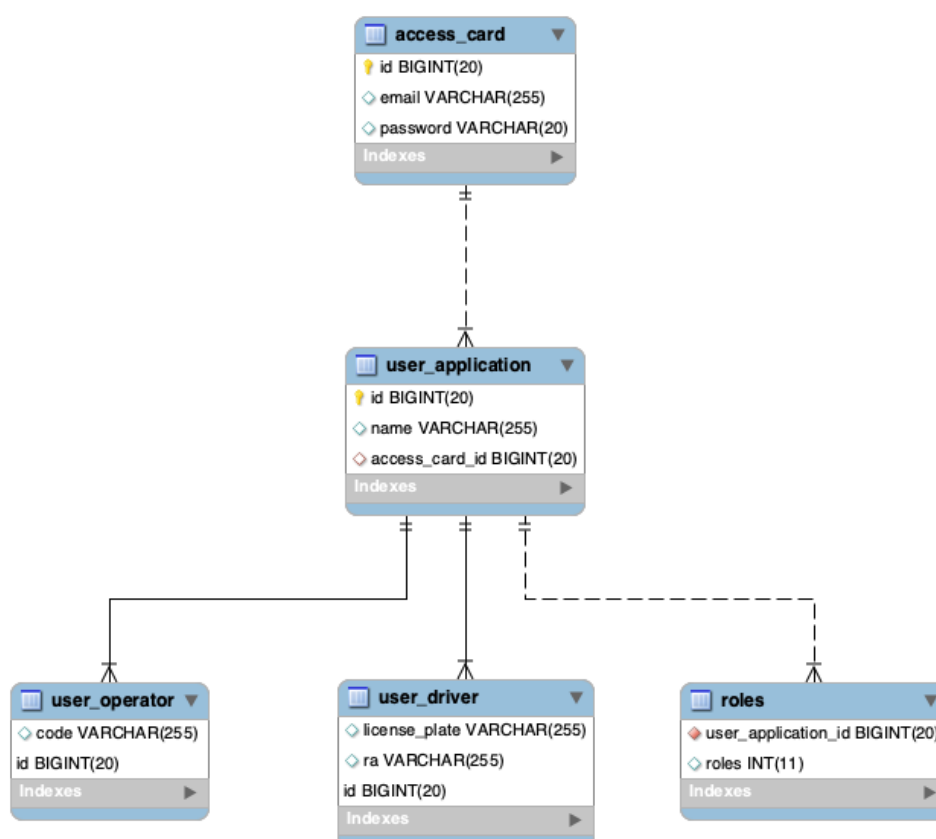 access_card
id BIGINT(20)
email VARCHAR(255)
password VARCHAR(20)
Indexes
user_application
id BIGINT(20)
name VARCHAR(255)
access_card_id BIGINT(20)
Indexes
user_operator
code VARCHAR(255)
id BIGINT(20)
Indexes
user_driver
license_plate VARCHAR(255)
ra VARCHAR(255)
id BIGINT(20)
Indexes
roles
user_application_id BIGINT(20)
roles INT(11)
Indexes